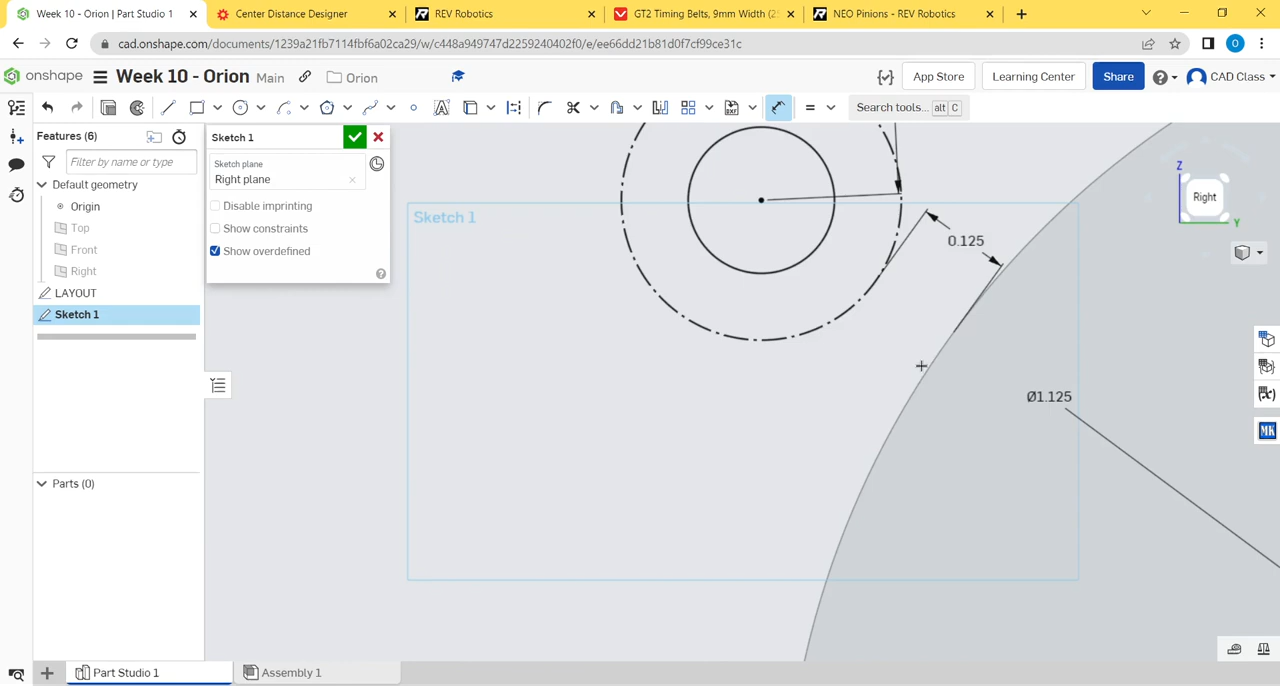 Week 10 - Orion | Part Studio 1
Center Distance Designer
REV Robotics
GT2 Timing Belts, 9mm Width (2
NEO Pinions - REV Robotics
cad.onshape.com/documents/1239a21fb7114fbf6a02ca29/w/c449a949747d2259240402f0/e/ee66dd21b81d0f7cf99ce31c
onshape
Week 10 - Orion
Main
Orion
App Store
Learning Center
Share
CAD Class
Search tools...
alt
C
Features (6)
Filter by name or type
Default geometry
Origin
Top
Front
Right
LAYOUT
Sketch 1
Parts (0)
Sketch 1
Sketch plane
Right plane
Disable imprinting
Show constraints
Show overdefined
Sketch 1
0.125
Ø1.125
Z
Right
Y
MK
Part Studio 1
Assembly 1